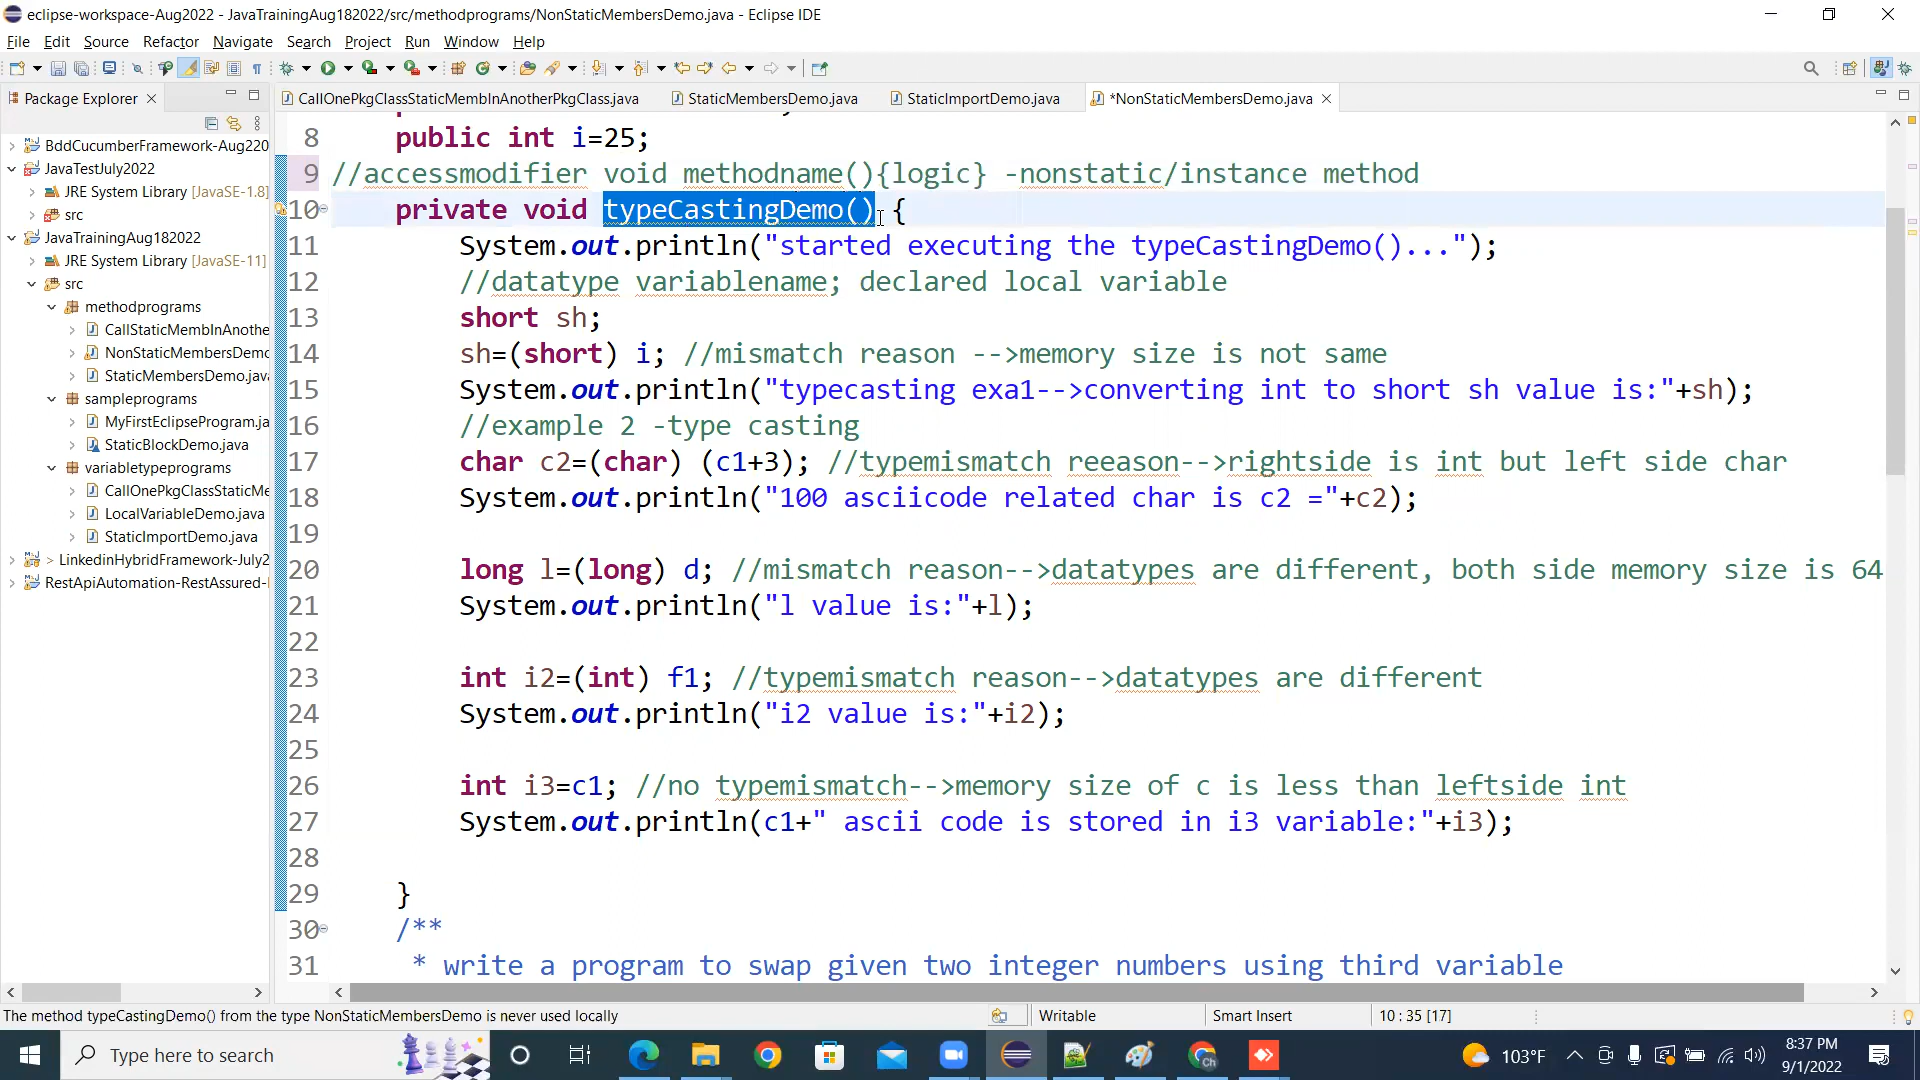 eclipse-workspace-Aug2022 - JavaTrainingAug182022/src/methodprograms/NonStaticMembersDemo.java - Eclipse IDE
File Edit Source Refactor Navigate Search Project Run Window Help
Package Explorer
CallOnePkgClassStaticMembInAnotherPkgClass.java
StaticMembersDemo.java
StaticImportDemo.java
*NonStaticMembersDemo.java
BddCucumberFramework-Aug220
JavaTestJuly2022
JRE System Library [JavaSE-1.8]
src
JavaTrainingAug182022
JRE System Library [JavaSE-11]
src
methodprograms
CallStaticMembInAnothe
NonStaticMembersDemo
StaticMembersDemo.java
sampleprograms
MyFirstEclipseProgram.ja
StaticBlockDemo.java
variabletypeprograms
CallOnePkgClassStaticMe
LocalVariableDemo.java
StaticImportDemo.java
> LinkedinHybridFramework-July2
RestApiAutomation-RestAssured-
8 public int i=25;
9 //accessmodifier void methodname(){logic} -nonstatic/instance method
10 private void typeCastingDemo() {
11 System.out.println("started executing the typeCastingDemo()...");
12 //datatype variablename; declared local variable
13 short sh;
14 sh=(short) i; //mismatch reason -->memory size is not same
15 System.out.println("typecasting exa1-->converting int to short sh value is:"+sh);
16 //example 2 -type casting
17 char c2=(char) (c1+3); //typemismatch reeason-->rightside is int but left side char
18 System.out.println("100 asciicode related char is c2 ="+c2);
19
20 long l=(long) d; //mismatch reason-->datatypes are different, both side memory size is 64
21 System.out.println("l value is:"+l);
22
23 int i2=(int) f1; //typemismatch reason-->datatypes are different
24 System.out.println("i2 value is:"+i2);
25
26 int i3=c1; //no typemismatch-->memory size of c is less than leftside int
27 System.out.println(c1+" ascii code is stored in i3 variable:"+i3);
28
29 }
30 /**
31 * write a program to swap given two integer numbers using third variable
The method typeCastingDemo() from the type NonStaticMembersDemo is never used locally
Writable
Smart Insert
10 : 35 [17]
Type here to search
103°F
8:37 PM
9/1/2022